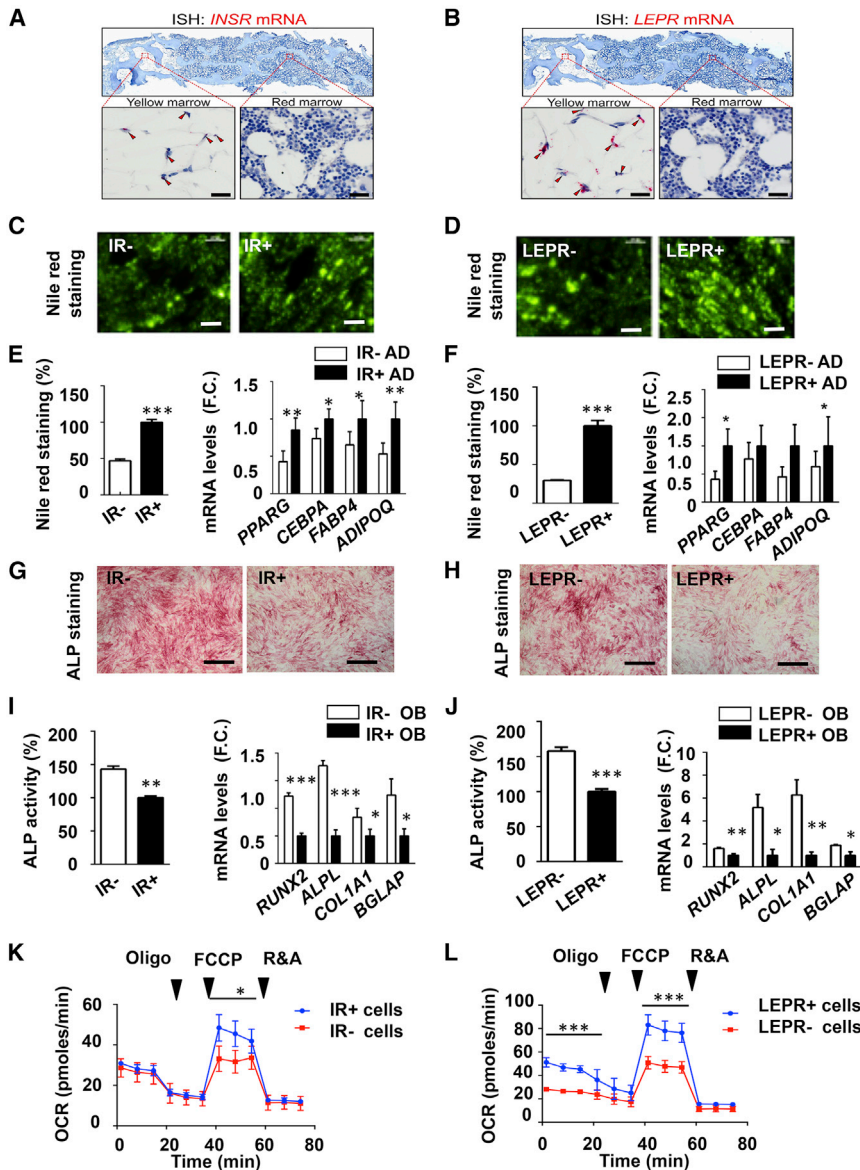 A
ISH: INSR mRNA
Yellow marrow
Red marrow
B
ISH: LEPR mRNA
Yellow marrow
Red marrow
C
Nile red
staining
IR-
IR+
D
Nile red
staining
LEPR-
LEPR+
E
Nile red staining (%)
150
100
50
0
***
IR-
IR+
IR- AD
IR+ AD
mRNA levels (F.C.)
1.5
1.0
0.5
0
**
*
*
**
PPARG
CEBPA
FABP4
ADIPOQ
F
Nile red staining (%)
150
100
50
0
***
LEPR-
LEPR+
LEPR- AD
LEPR+ AD
mRNA levels (F.C.)
2.5
1.5
1.0
0.5
0
*
*
PPARG
CEBPA
FABP4
ADIPOQ
G
ALP staining
IR-
IR+
H
ALP staining
LEPR-
LEPR+
I
ALP activity (%)
200
150
100
50
0
**
IR-
IR+
IR- OB
IR+ OB
mRNA levels (F.C.)
1.5
1.0
0.5
0
***
***
*
*
RUNX2
ALPL
COL1A1
BGLAP
J
ALP activity (%)
200
150
100
50
0
***
LEPR-
LEPR+
LEPR- OB
LEPR+ OB
mRNA levels (F.C.)
10
8
6
4
2
0
**
*
**
*
RUNX2
ALPL
COL1A1
BGLAP
K
Oligo
FCCP
R&A
*
IR+ cells
IR- cells
OCR (pmoles/min)
60
40
20
0
0
20
40
60
80
Time (min)
L
Oligo
FCCP
R&A
***
***
LEPR+ cells
LEPR- cells
OCR (pmoles/min)
100
80
60
40
20
0
0
20
40
60
80
Time (min)